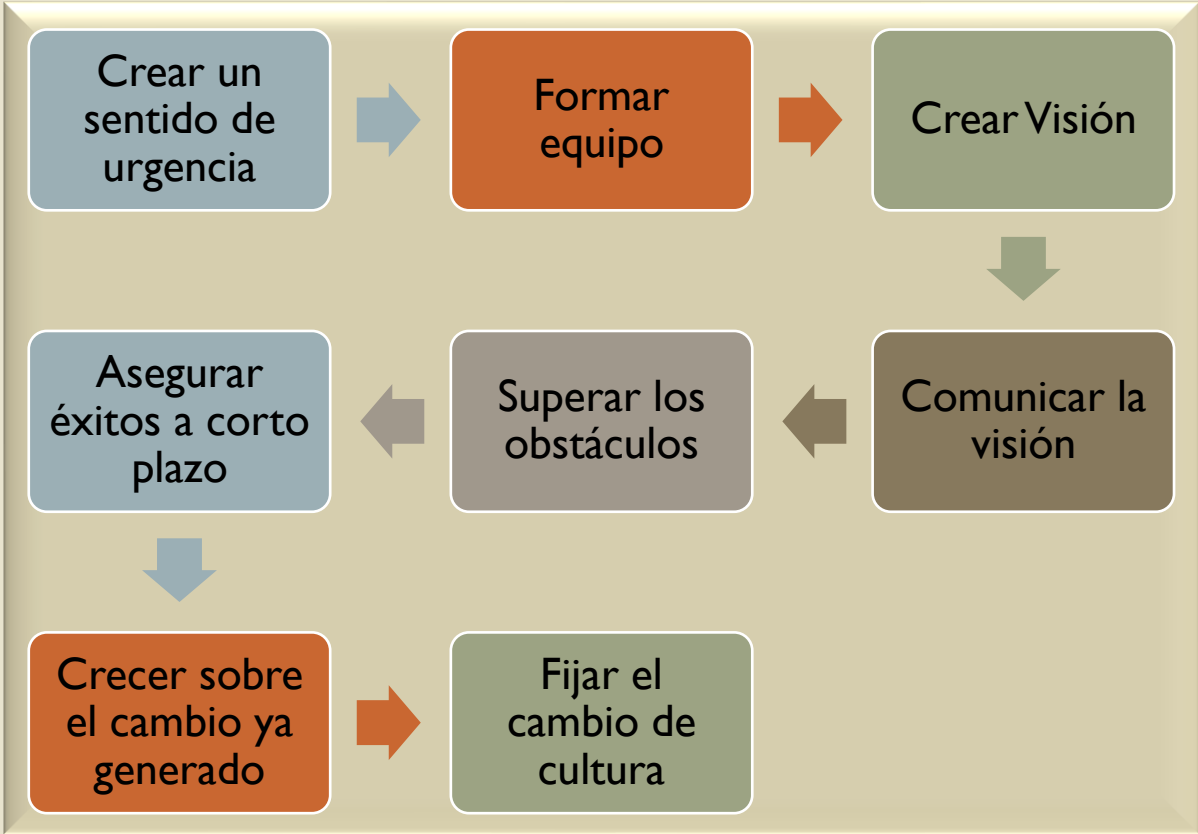 Crear un
sentido de
urgencia
Formar
equipo
Crear Visión
Comunicar la
visión
Superar los
obstáculos
Asegurar
éxitos a corto
plazo
Crecer sobre
el cambio ya
generado
Fijar el
cambio de
cultura